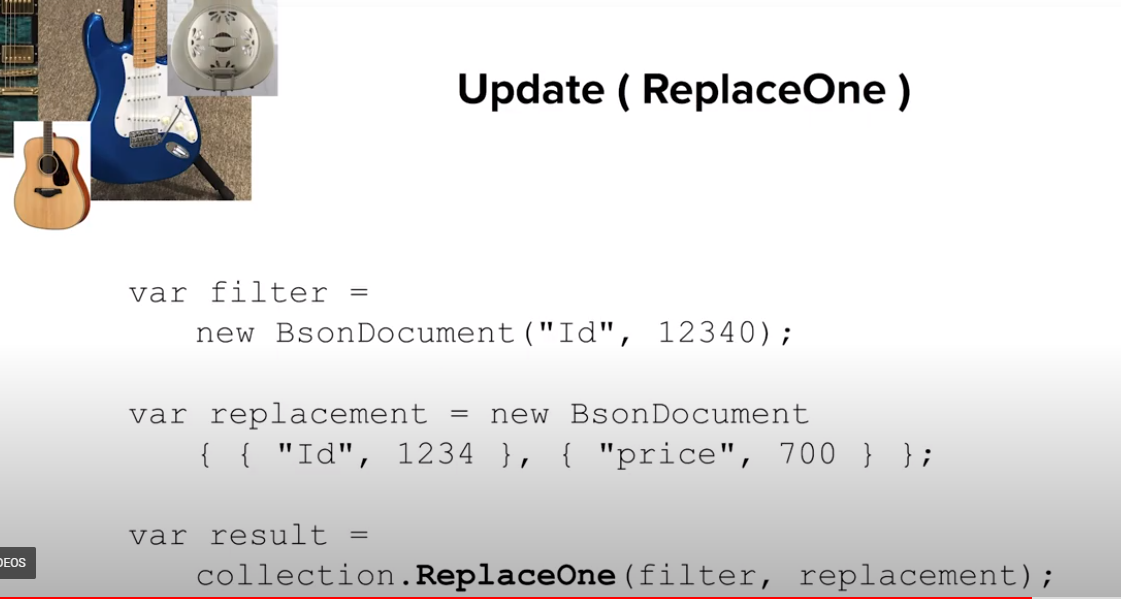 Update ( ReplaceOne )
var filter =
new BsonDocument("Id", 12340);
var replacement = new BsonDocument
{ { "Id", 1234 }, { "price", 700 } };
var result =
DEOS
collection.ReplaceOne(filter, replacement);